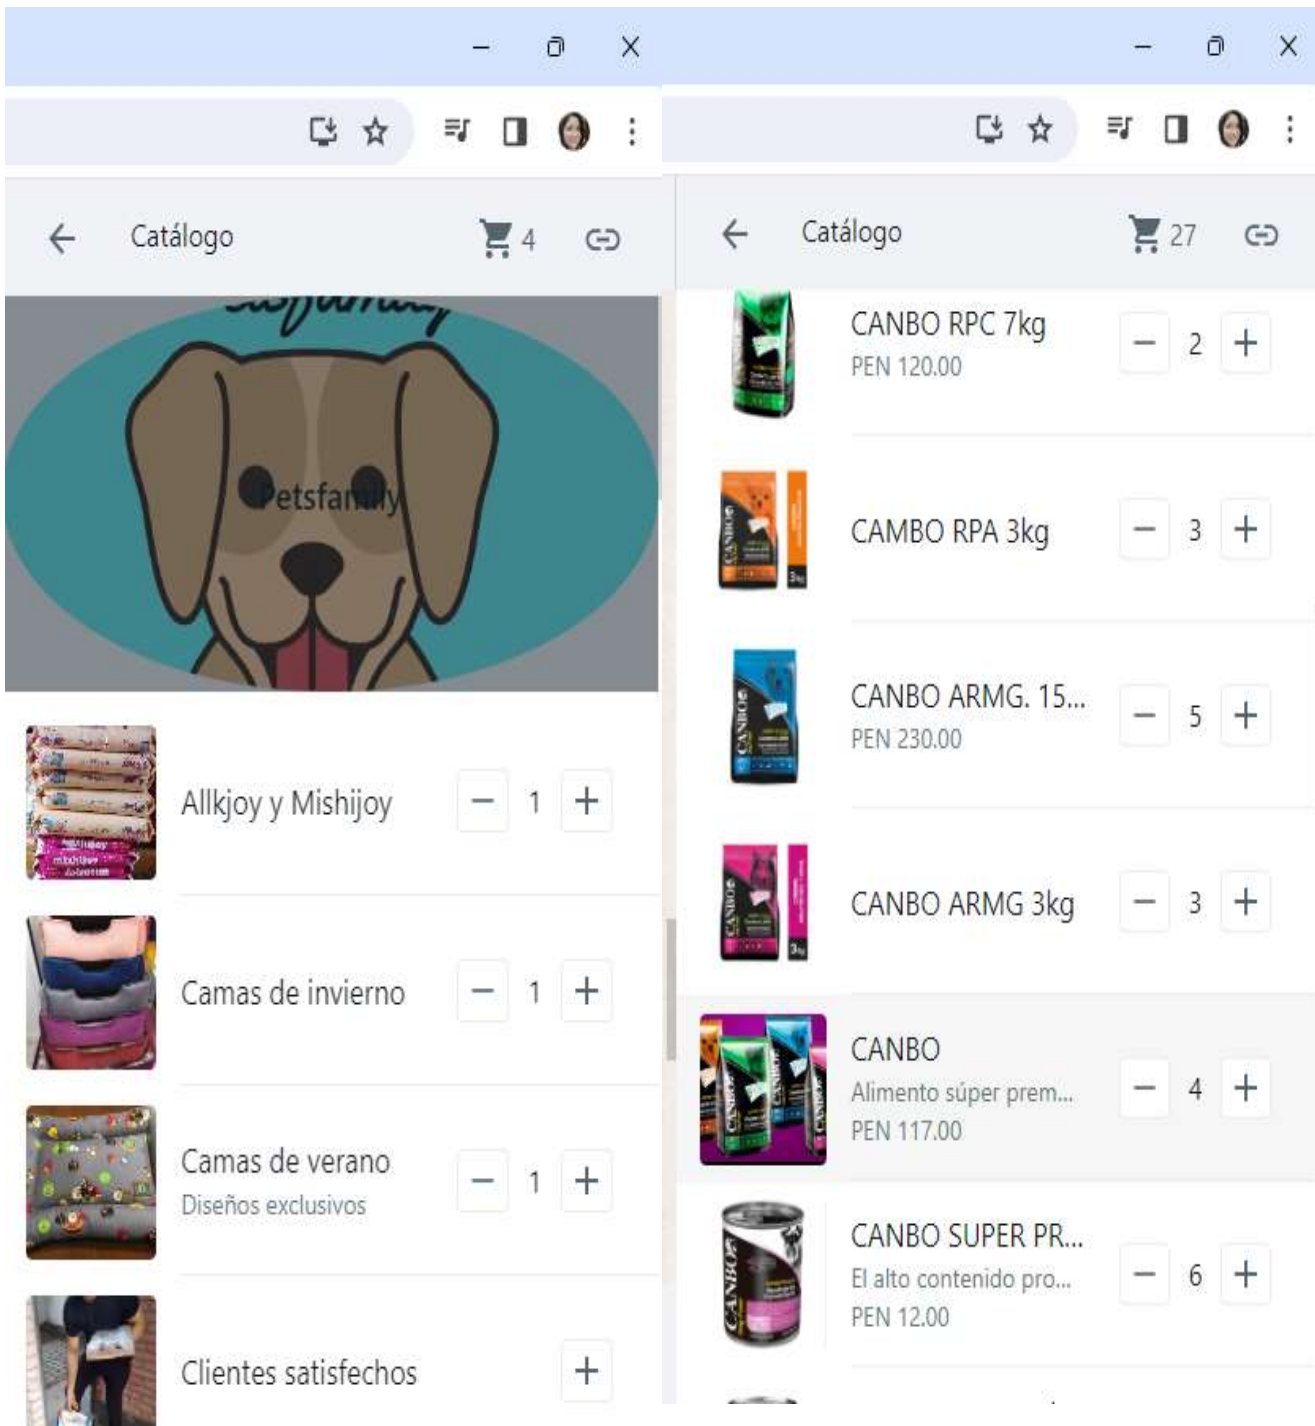 Catálogo
4
Petsfamily
Allkjoy y Mishijoy
1
Camas de invierno
1
Camas de verano
Diseños exclusivos
1
Clientes satisfechos
Catálogo
27
CANBO RPC 7kg
PEN 120.00
2
CAMBO RPA 3kg
3
CANBO ARMG. 15...
PEN 230.00
5
CANBO ARMG 3kg
3
CANBO
Alimento súper prem...
PEN 117.00
4
CANBO SUPER PR...
El alto contenido pro...
PEN 12.00
6